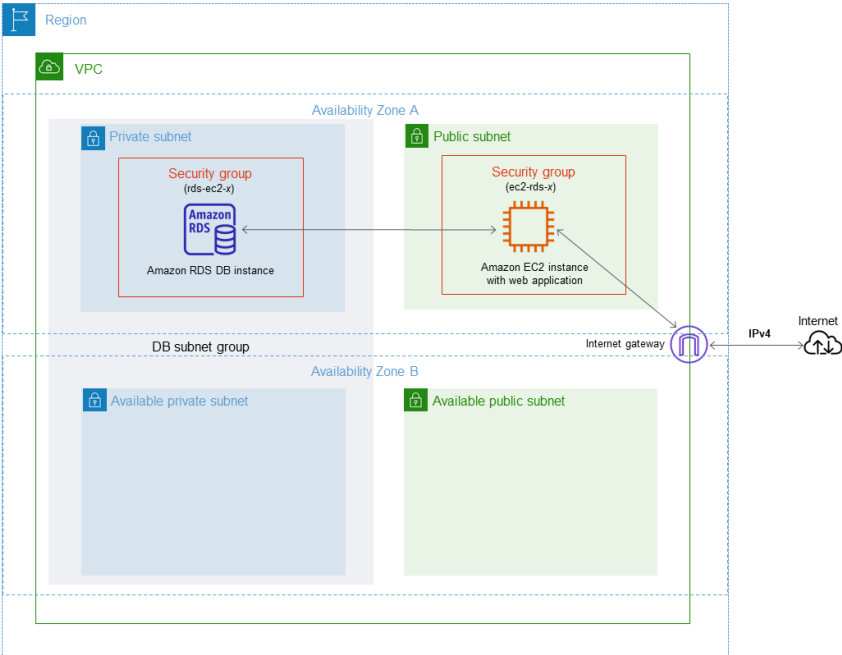 Region
VPC
Availability Zone A
Private subnet
Public subnet
Security group
(rds-ec2-x)
Amazon
RDS
Amazon RDS DB instance
Security group
(ec2-rds-x)
Amazon EC2 instance
with web application
Internet gateway
IPv4
Internet
DB subnet group
Availability Zone B
Available private subnet
Available public subnet